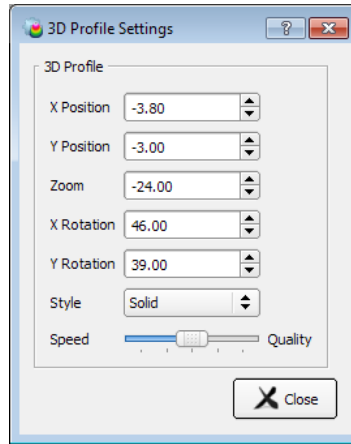 3D Profile Settings
3D Profile
X Position -3.80
Y Position -3.00
Zoom -24.00
X Rotation 46.00
Y Rotation 39.00
Style Solid
Speed Quality
Close